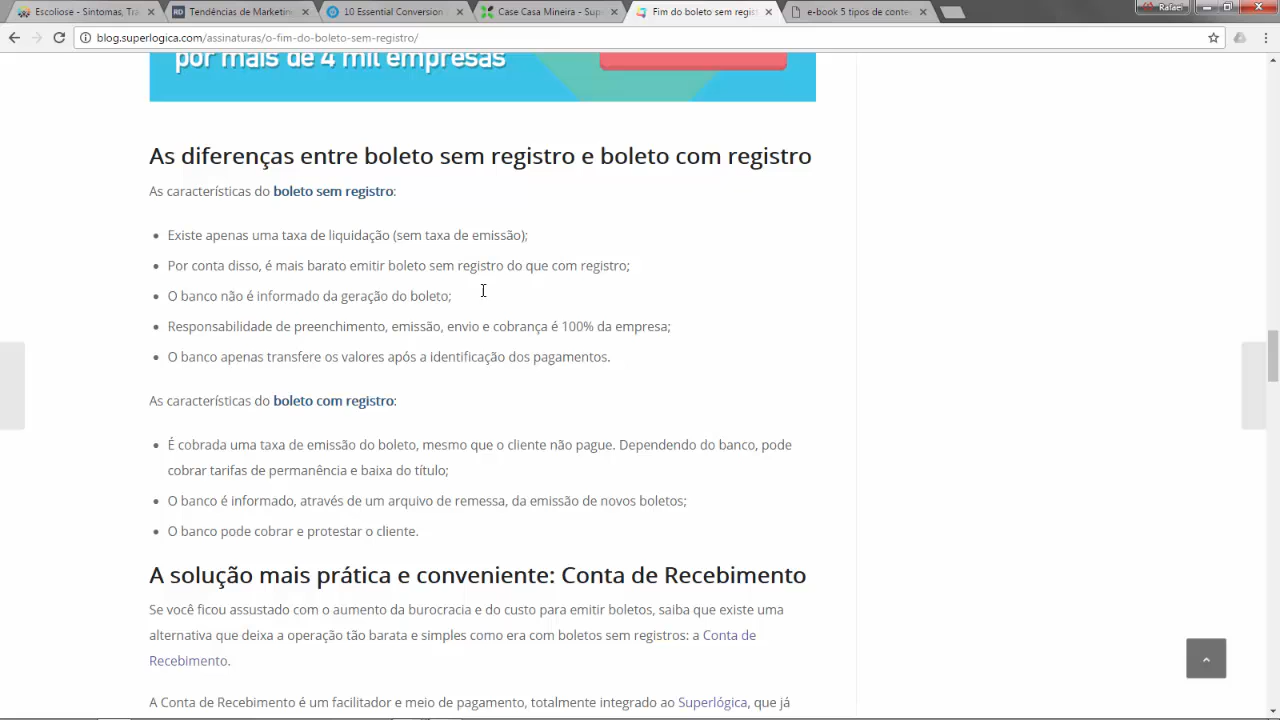 Escoliose - Sintomas, Tra
Tendências de Marketing
10 Essential Conversion
Case Casa Mineira - Sup
Fim do boleto sem regist
e-book 5 tipos de conte
Rafael
blog.superlogica.com/assinaturas/o-fim-do-boleto-sem-registro/
por mais de 4 mil empresas
As diferenças entre boleto sem registro e boleto com registro
As características do boleto sem registro:
Existe apenas uma taxa de liquidação (sem taxa de emissão);
Por conta disso, é mais barato emitir boleto sem registro do que com registro;
O banco não é informado da geração do boleto;
Responsabilidade de preenchimento, emissão, envio e cobrança é 100% da empresa;
O banco apenas transfere os valores após a identificação dos pagamentos.
As características do boleto com registro:
É cobrada uma taxa de emissão do boleto, mesmo que o cliente não pague. Dependendo do banco, pode
cobrar tarifas de permanência e baixa do título;
O banco é informado, através de um arquivo de remessa, da emissão de novos boletos;
O banco pode cobrar e protestar o cliente.
A solução mais prática e conveniente: Conta de Recebimento
Se você ficou assustado com o aumento da burocracia e do custo para emitir boletos, saiba que existe uma
alternativa que deixa a operação tão barata e simples como era com boletos sem registros: a Conta de
Recebimento.
A Conta de Recebimento é um facilitador e meio de pagamento, totalmente integrado ao Superlógica, que já